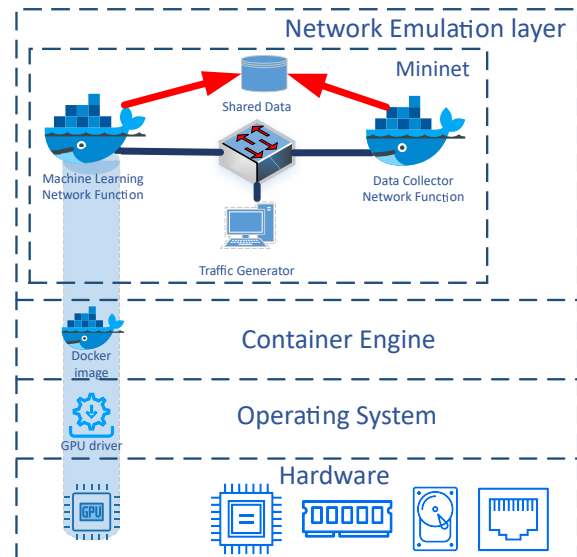 Network Emulation layer
Mininet
Shared Data
Machine Learning
Network Function
Data Collector
Network Function
Traffic Generator
Docker
image
Container Engine
GPU driver
Operating System
Hardware
GPU